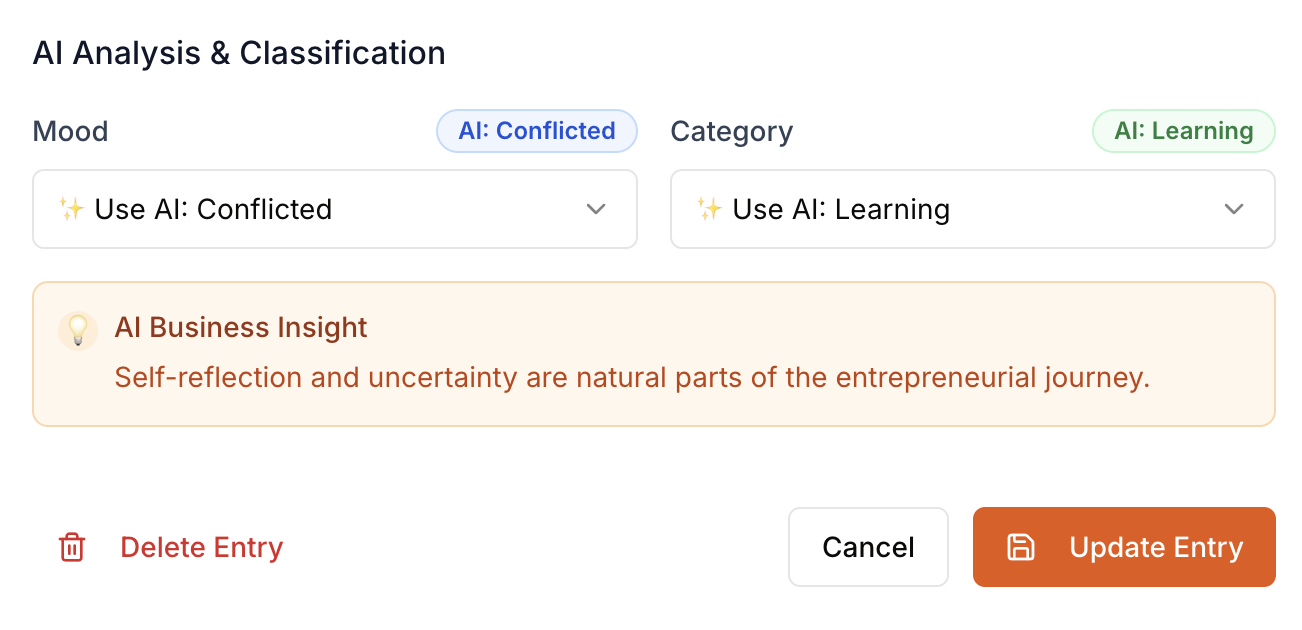 AI Analysis & Classification
Mood
AI: Conflicted
Category
AI: Learning
✨ Use AI: Conflicted
✨ Use AI: Learning
AI Business Insight
Self-reflection and uncertainty are natural parts of the entrepreneurial journey.
Delete Entry
Cancel
Update Entry